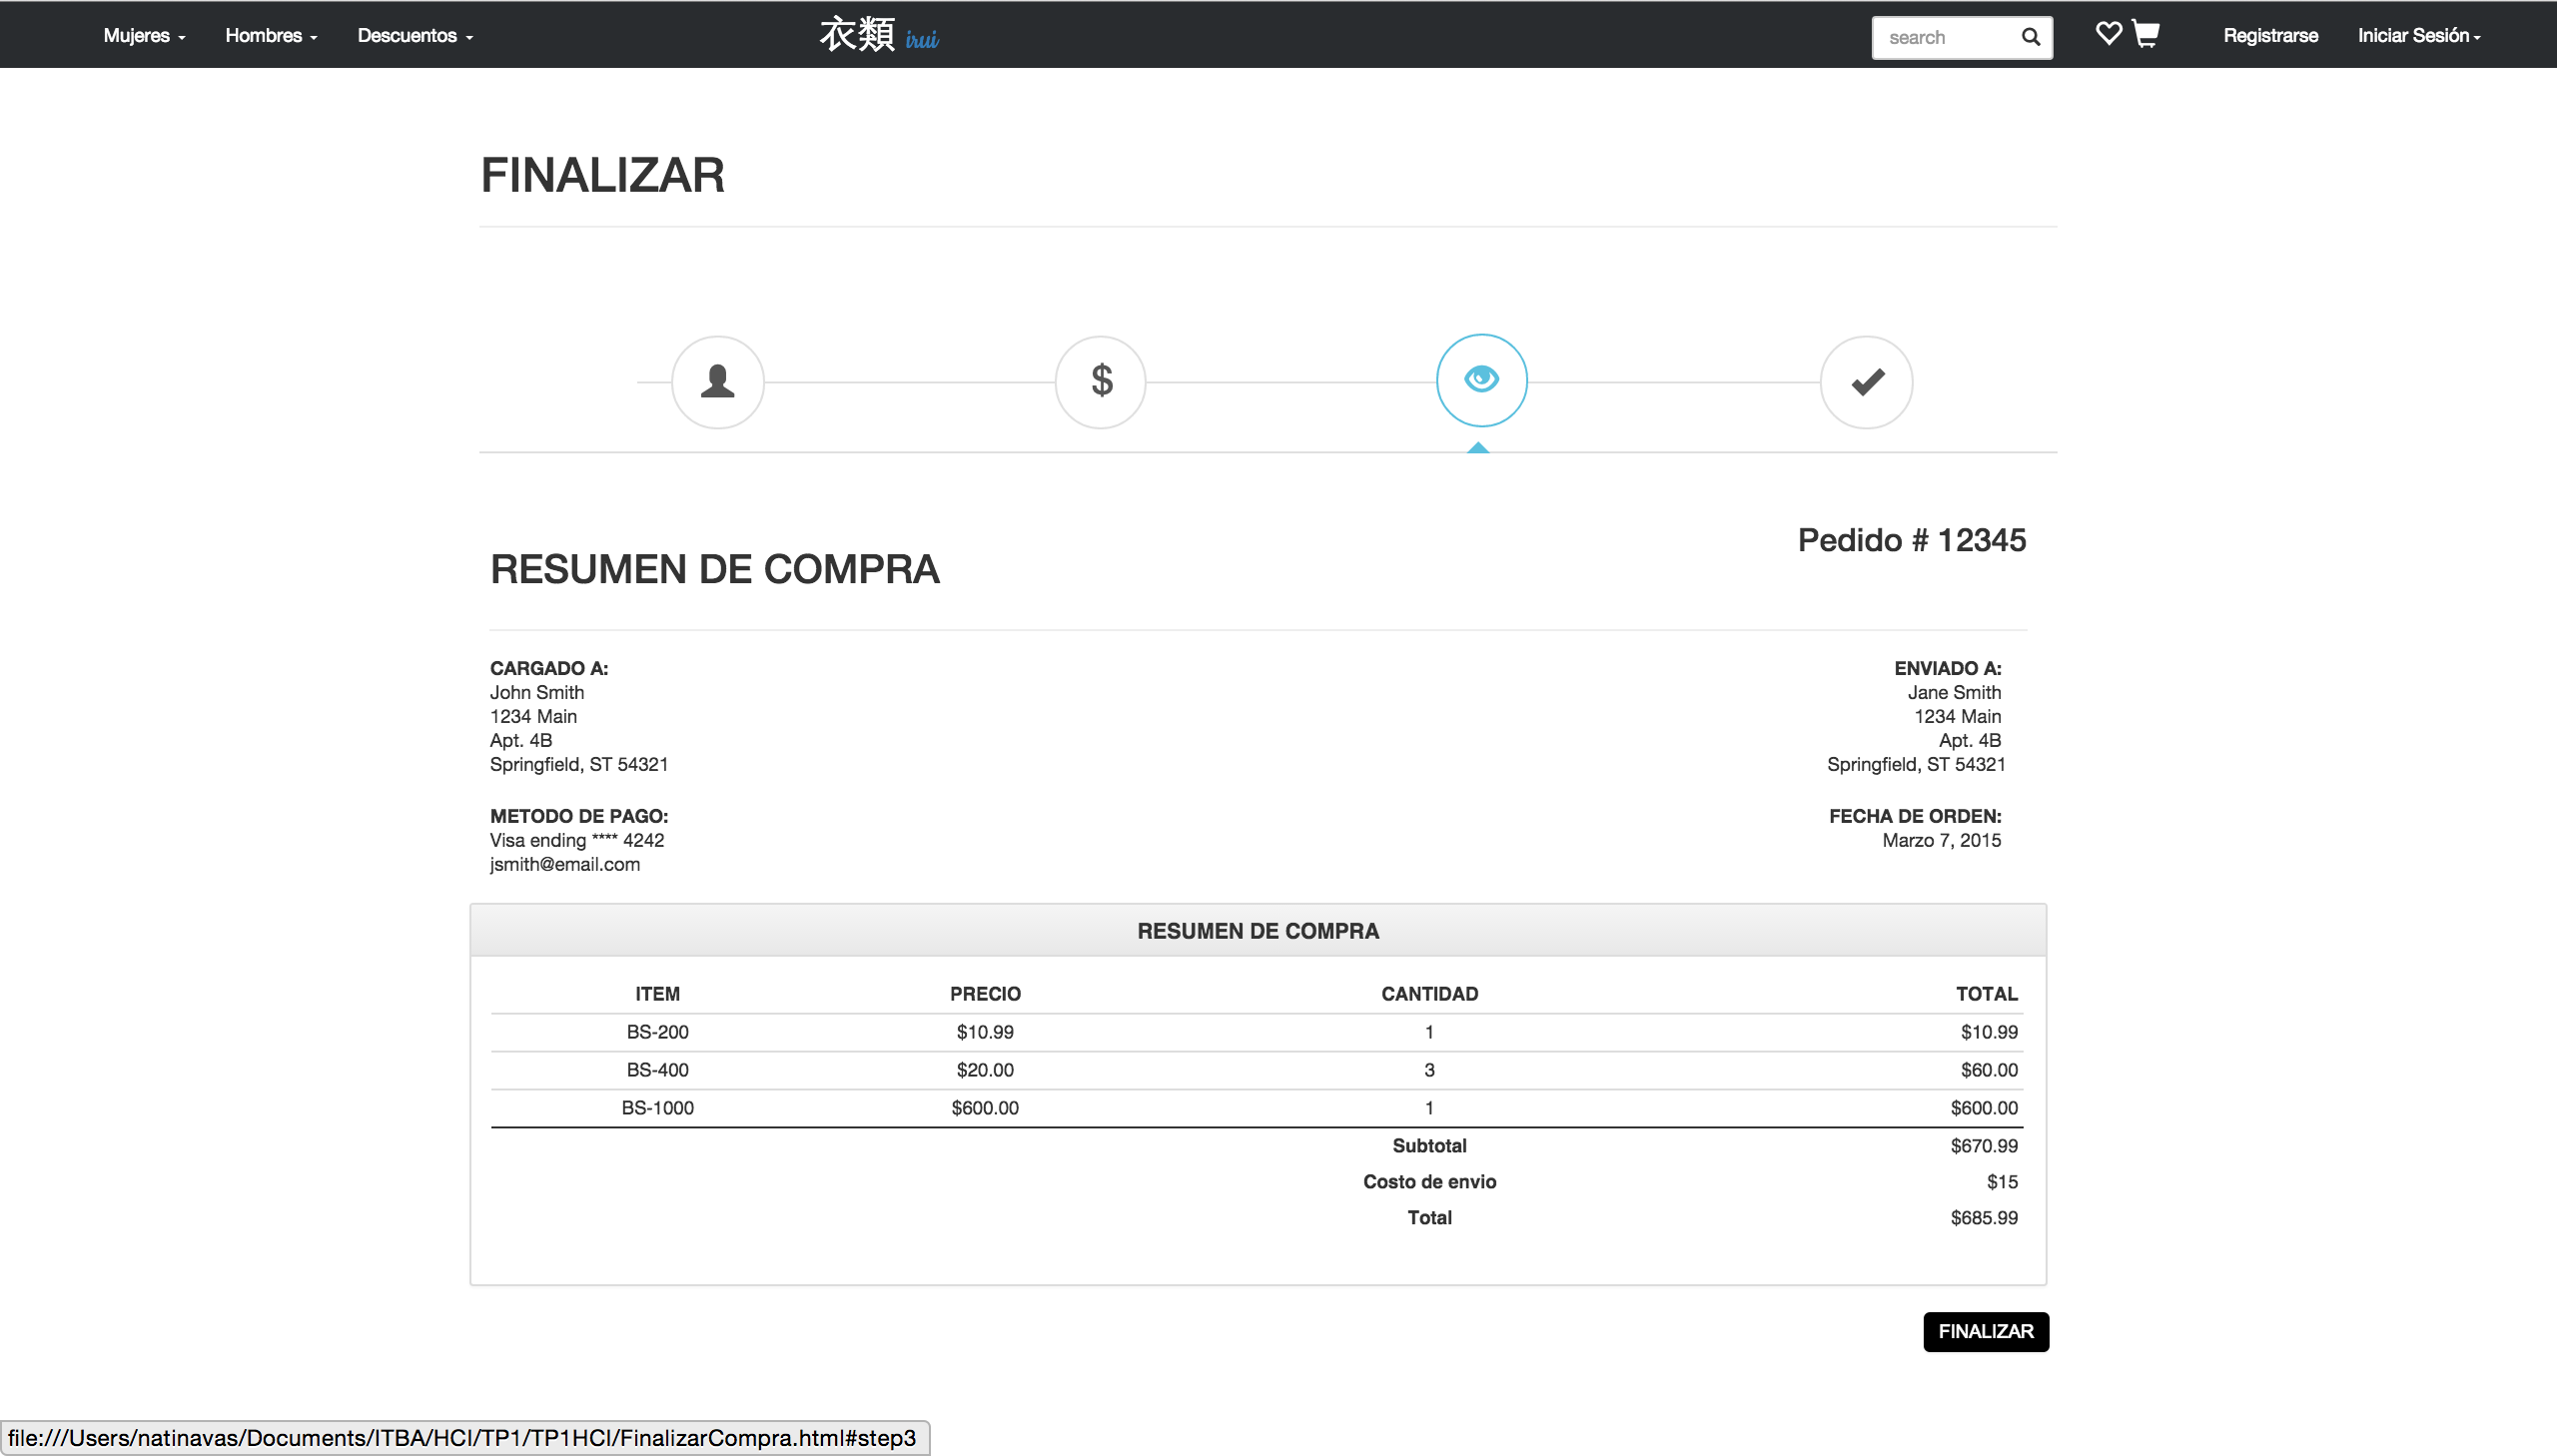 Mujeres Hombres Descuentos 衣類 irui search Registrarse Iniciar Sesión
FINALIZAR
$
Pedido # 12345
RESUMEN DE COMPRA
CARGADO A:
John Smith
1234 Main
Apt. 4B
Springfield, ST 54321
ENVIADO A:
Jane Smith
1234 Main
Apt. 4B
Springfield, ST 54321
METODO DE PAGO:
Visa ending **** 4242
jsmith@email.com
FECHA DE ORDEN:
Marzo 7, 2015
RESUMEN DE COMPRA
ITEM PRECIO CANTIDAD TOTAL
BS-200 $10.99 1 $10.99
BS-400 $20.00 3 $60.00
BS-1000 $600.00 1 $600.00
Subtotal $670.99
Costo de envio $15
Total $685.99
FINALIZAR
file:///Users/natinavas/Documents/ITBA/HCI/TP1/TP1HCI/FinalizarCompra.html#step3